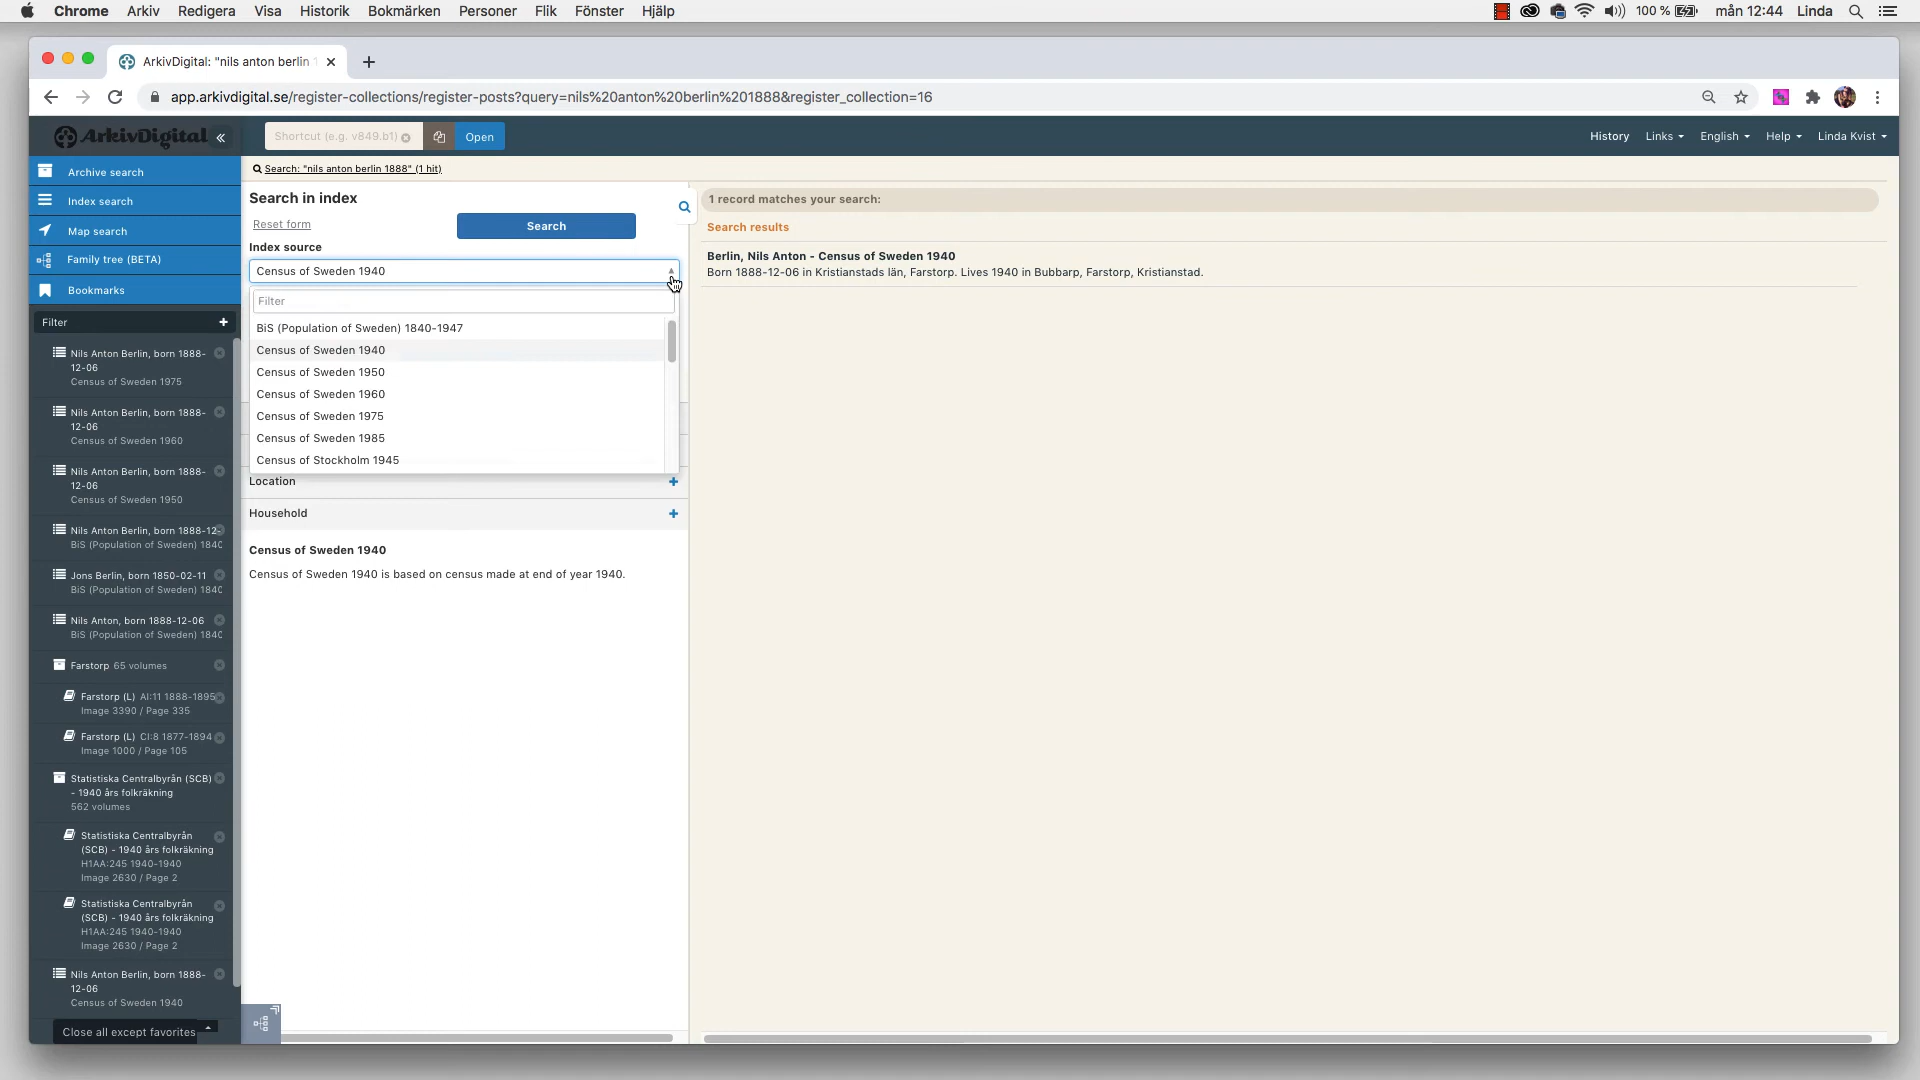 Chrome Arkiv Redigera Visa Historik Bokmärken Personer Flik Fönster Hjälp 100 % mån 12:44 Linda
ArkivDigital: "nils anton berlin
app.arkivdigital.se/register-collections/register-posts?query=nils%20anton%20berlin%201888&register_collection=16
ArkivDigital « Shortcut (e.g. v849.b1) Open History Links English Help Linda Kvist
Archive search
Index search
Map search
Family tree (BETA)
Bookmarks
Filter +
Nils Anton Berlin, born 1888-
12-06
Census of Sweden 1975
Nils Anton Berlin, born 1888-
12-06
Census of Sweden 1960
Nils Anton Berlin, born 1888-
12-06
Census of Sweden 1950
Nils Anton Berlin, born 1888-12-
BiS (Population of Sweden) 1840
Jons Berlin, born 1850-02-11
BiS (Population of Sweden) 1840
Nils Anton, born 1888-12-06
BiS (Population of Sweden) 1840
Farstorp 65 volumes
Farstorp (L) AI:11 1888-1895
Image 3390 / Page 335
Farstorp (L) CI:8 1877-1894
Image 1000 / Page 105
Statistiska Centralbyrån (SCB)
- 1940 års folkräkning
562 volumes
Statistiska Centralbyrån
(SCB) - 1940 års folkräkning
H1AA:245 1940-1940
Image 2630 / Page 2
Statistiska Centralbyrån
(SCB) - 1940 års folkräkning
H1AA:245 1940-1940
Image 2630 / Page 2
Nils Anton Berlin, born 1888-
12-06
Census of Sweden 1940
Close all except favorites
Search: "nils anton berlin 1888" (1 hit)
Search in index
Reset form Search
Index source
Census of Sweden 1940
Filter
BiS (Population of Sweden) 1840-1947
Census of Sweden 1940
Census of Sweden 1950
Census of Sweden 1960
Census of Sweden 1975
Census of Sweden 1985
Census of Stockholm 1945
Location +
Household +
Census of Sweden 1940
Census of Sweden 1940 is based on census made at end of year 1940.
1 record matches your search:
Search results
Berlin, Nils Anton - Census of Sweden 1940
Born 1888-12-06 in Kristianstads län, Farstorp. Lives 1940 in Bubbarp, Farstorp, Kristianstad.